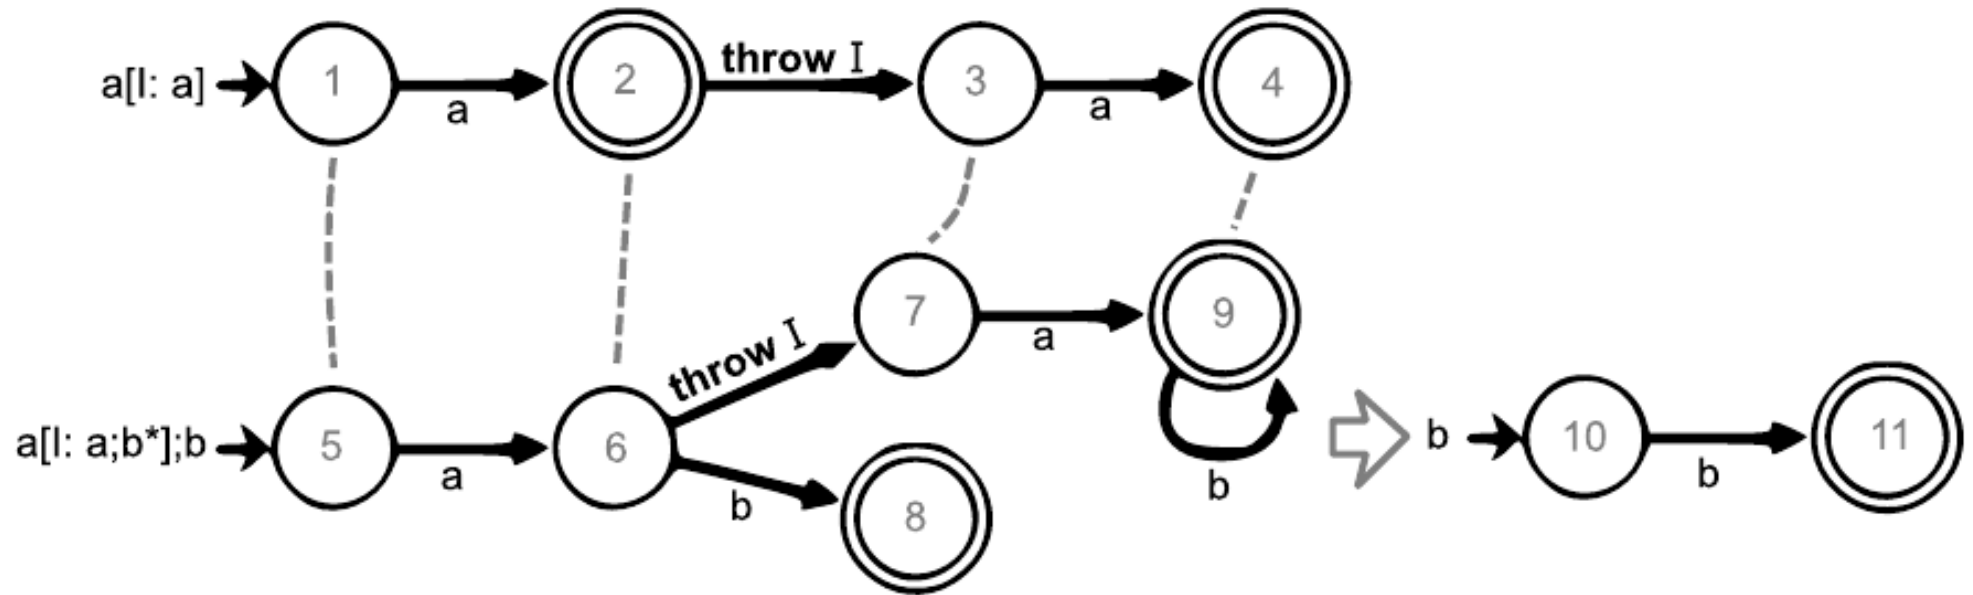 a[I: a] 1 a 2 throw I 3 a 4
throw I 7 a 9 b
a[I: a;b*];b 5 a 6 b 8
b 10 b 11